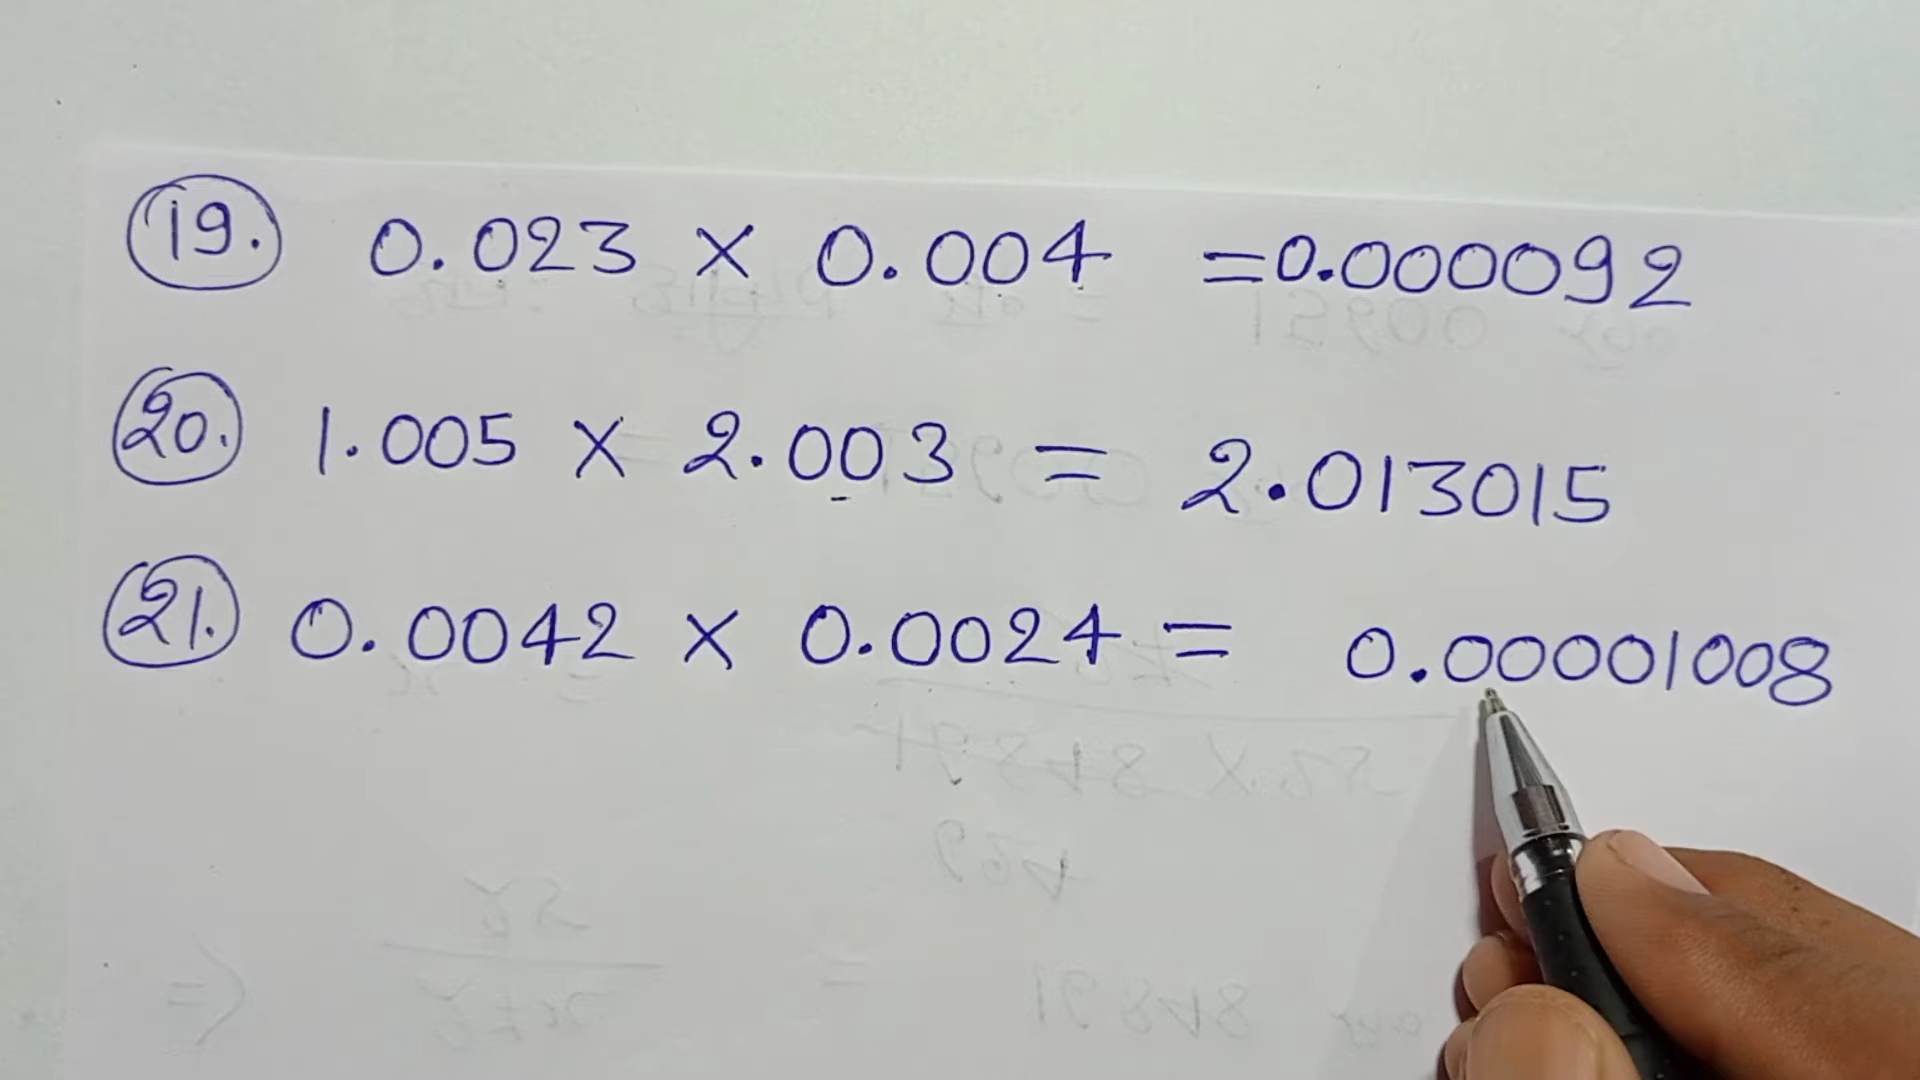 19. 0.023 × 0.004 = 0.000092
20. 1.005 × 2.003 = 2.013015
21. 0.0042 × 0.0024 = 0.00001008